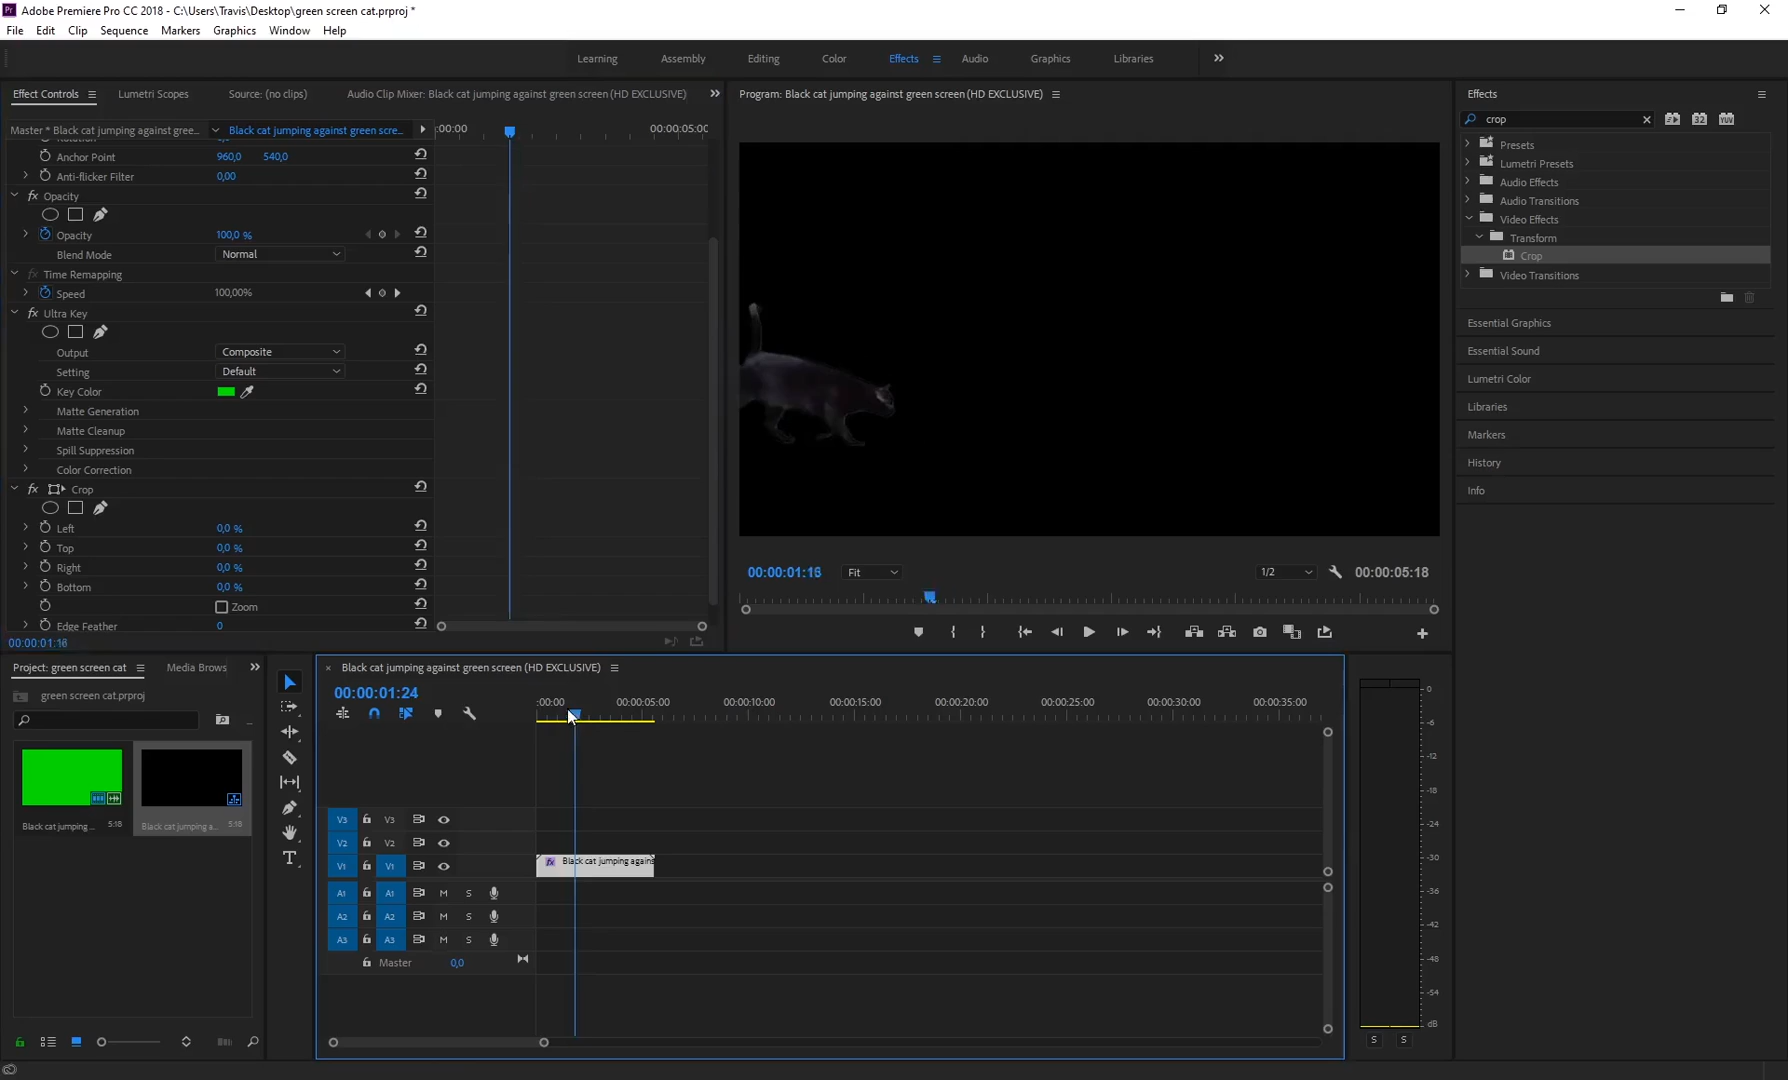 Adobe Premiere Pro CC 2018 - C:\Users\Travis\Desktop\green screen cat.prproj *
File Edit Clip Sequence Markers Graphics Window Help
Learning Assembly Editing Color Effects Audio Graphics Libraries
Effect Controls Lumetri Scopes Source: (no clips) Audio Clip Mixer: Black cat jumping against green screen (HD EXCLUSIVE)
Master * Black cat jumping against gree... Black cat jumping against green scre... :00:00 00:00:05:00
Anchor Point 960,0 540,0
Anti-flicker Filter 0,00
fx Opacity
Opacity 100,0 %
Blend Mode Normal
fx Time Remapping
Speed 100,00%
fx Ultra Key
Output Composite
Setting Default
Key Color
Matte Generation
Matte Cleanup
Spill Suppression
Color Correction
fx Crop
Left 0,0 %
Top 0,0 %
Right 0,0 %
Bottom 0,0 %
Zoom
Edge Feather 0
00:00:01:16
Program: Black cat jumping against green screen (HD EXCLUSIVE)
00:00:01:16 Fit 1/2 00:00:05:18
Effects
crop
Presets
Lumetri Presets
Audio Effects
Audio Transitions
Video Effects
Transform
Crop
Video Transitions
Essential Graphics
Essential Sound
Lumetri Color
Libraries
Markers
History
Info
Project: green screen cat Media Brows
green screen cat.prproj
Black cat jumping ... 5:18
Black cat jumping a... 5:18
Black cat jumping against green screen (HD EXCLUSIVE)
00:00:01:24
:00:00 00:00:05:00 00:00:10:00 00:00:15:00 00:00:20:00 00:00:25:00 00:00:30:00 00:00:35:00
V3 V3
V2 V2
V1 V1 fx Black cat jumping agains
A1 A1 M S
A2 A2 M S
A3 A3 M S
Master 0,0
0
-6
-12
-18
-24
-30
-36
-42
-48
-54
dB
S S